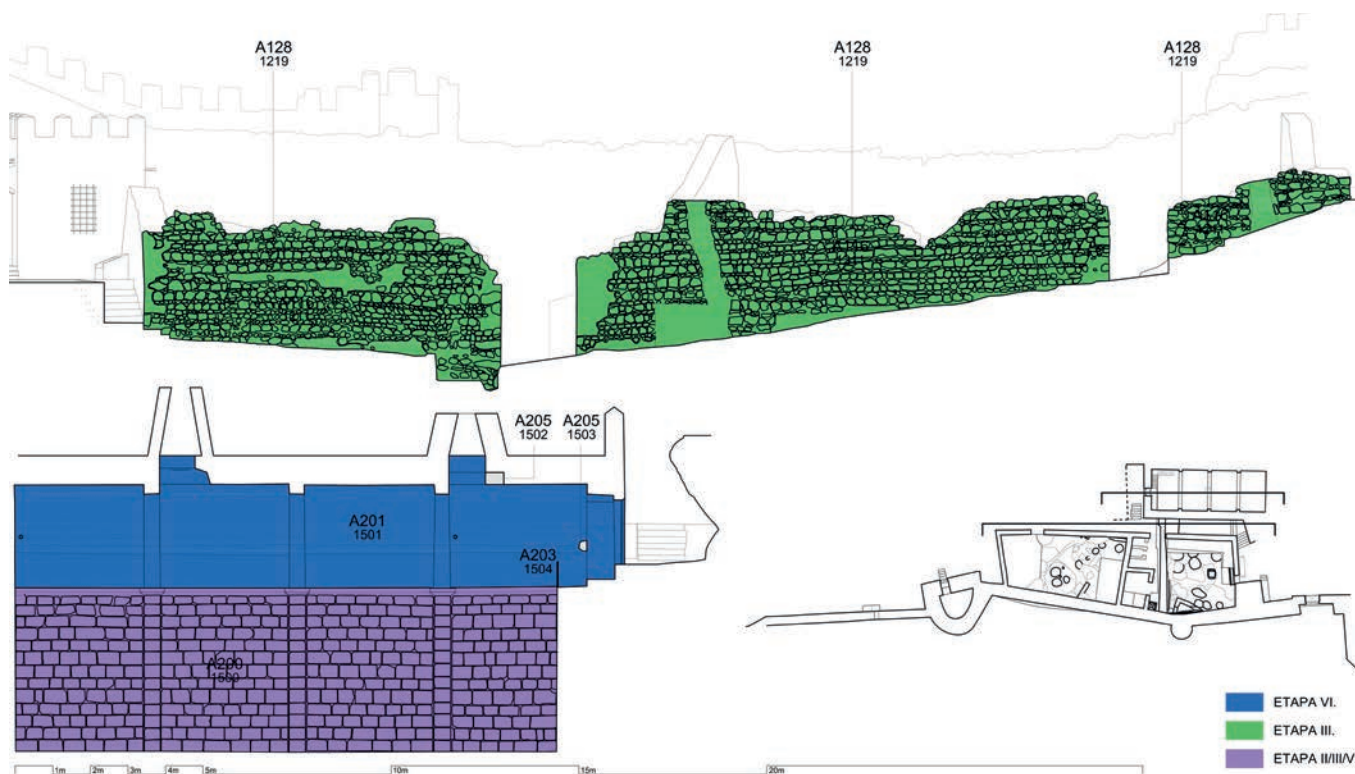 A128
1219
A128
1219
A128
1219
A205
1502
A205
1503
A201
1501
A203
1504
A200
1500
ETAPA VI.
ETAPA III.
ETAPA II/III/V
1m
2m
3m
4m
5m
10m
15m
20m